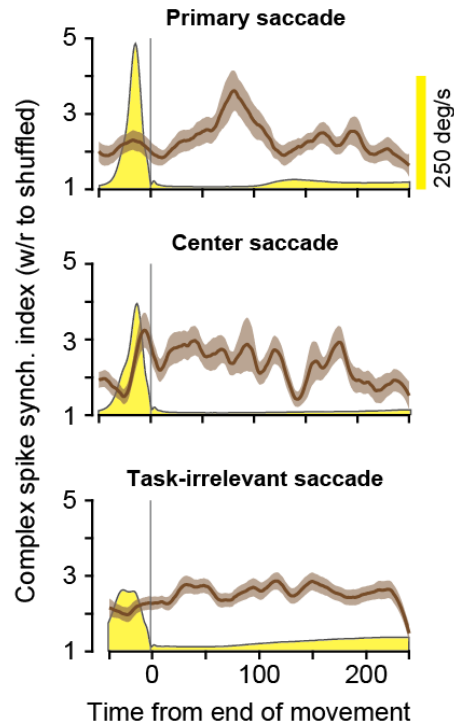 Primary saccade
5
3
1
250 deg/s
Center saccade
5
3
1
Task-irrelevant saccade
5
3
1
0 100 200
Time from end of movement
Complex spike synch. index (w/r to shuffled)